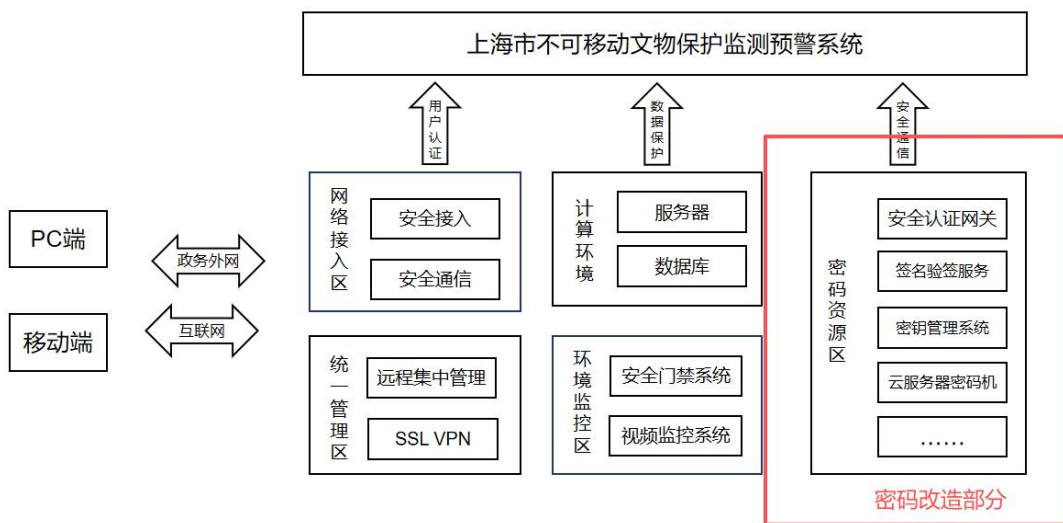 上海市不可移动文物保护监测预警系统
用户认证
数据保护
安全通信
PC端
移动端
政务外网
互联网
网络接入区
安全接入
安全通信
计算环境
服务器
数据库
统一管理区
远程集中管理
SSL VPN
环境监控区
安全门禁系统
视频监控系统
密码资源区
安全认证网关
签名验签服务
密钥管理系统
云服务器密码机
……
密码改造部分